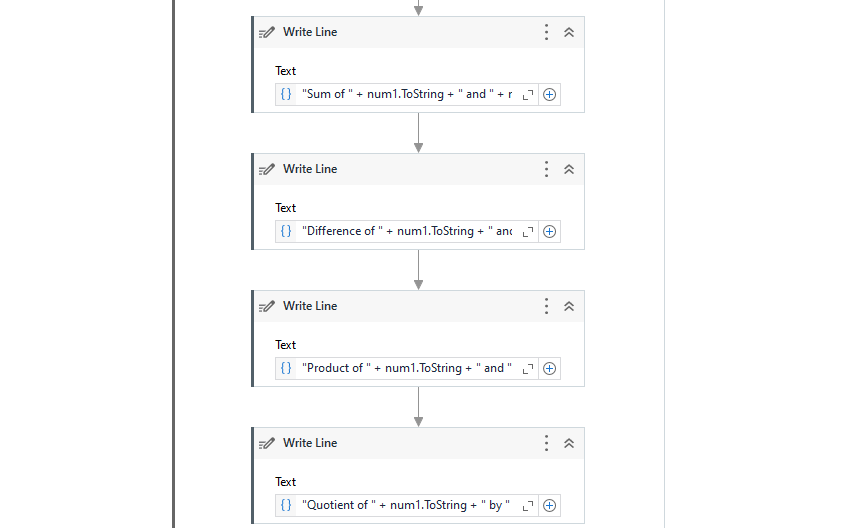 Write Line
Text
{} "Sum of " + num1.ToString + " and " + r
Write Line
Text
{} "Difference of " + num1.ToString + " and
Write Line
Text
{} "Product of " + num1.ToString + " and "
Write Line
Text
{} "Quotient of " + num1.ToString + " by "